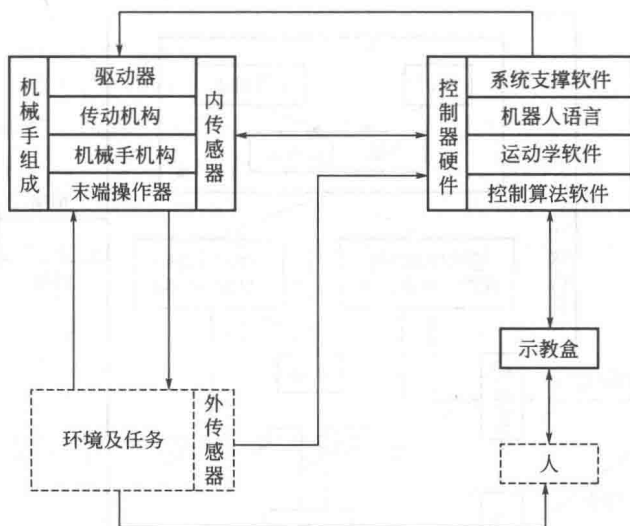 机械手组成
驱动器
传动机构
机械手机构
末端操作器
内传感器
控制器硬件
系统支撑软件
机器人语言
运动学软件
控制算法软件
示教盒
环境及任务
外传感器
人